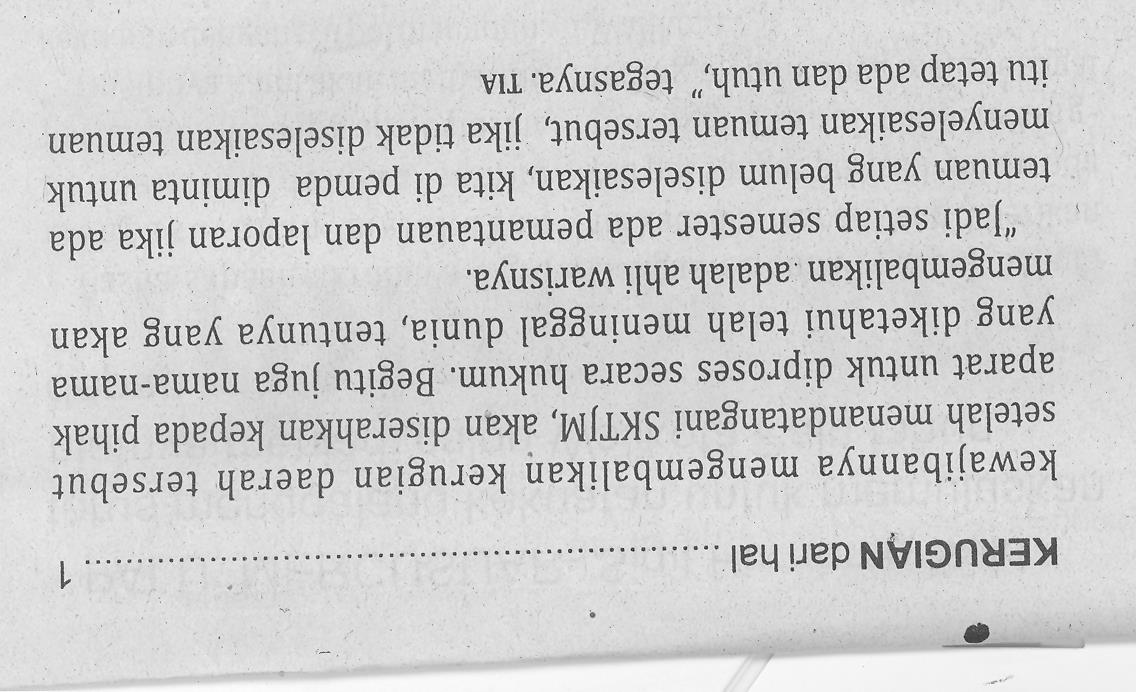 KERUGIAN dari hal ........................................................... 1
kewajibannya mengembalikan kerugian daerah tersebut
setelah menandatangani SKTJM, akan diserahkan kepada pihak
aparat untuk diproses secara hukum. Begitu juga nama-nama
yang diketahui telah meninggal dunia, tentunya yang akan
mengembalikan adalah ahli warisnya.
"Jadi setiap semester ada pemantauan dan laporan jika ada
temuan yang belum diselesaikan, kita di pemda diminta untuk
menyelesaikan temuan tersebut, jika tidak diselesaikan temuan
itu tetap ada dan utuh," tegasnya. TIA